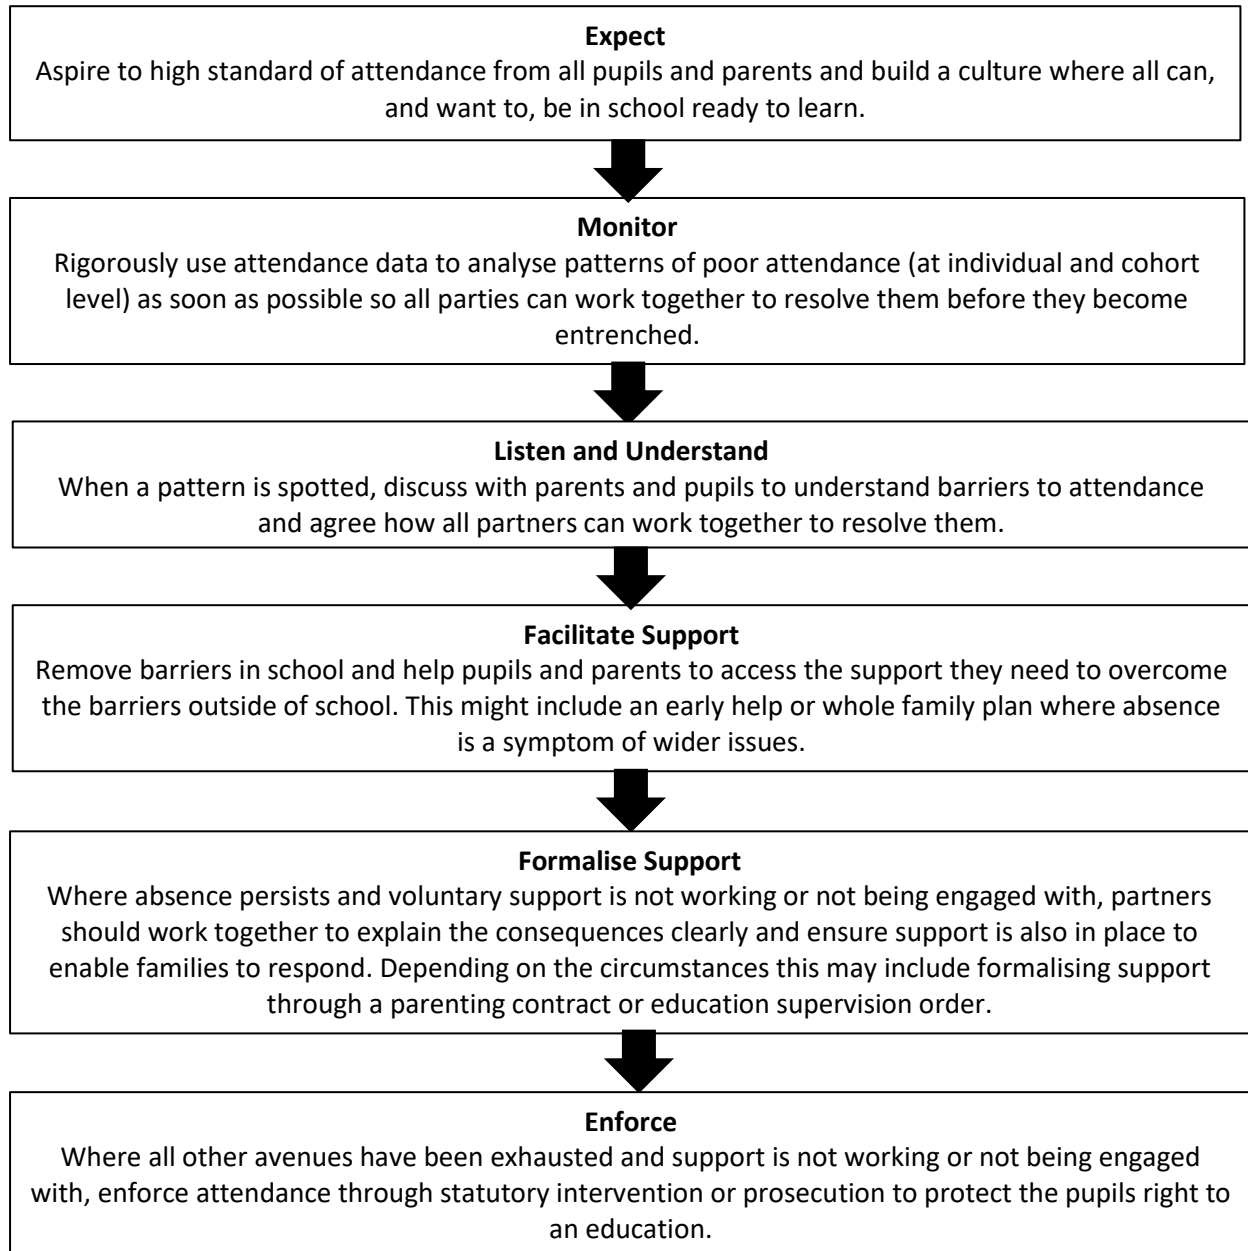 Expect
Aspire to high standard of attendance from all pupils and parents and build a culture where all can,
and want to, be in school ready to learn.
Monitor
Rigorously use attendance data to analyse patterns of poor attendance (at individual and cohort
level) as soon as possible so all parties can work together to resolve them before they become
entrenched.
Listen and Understand
When a pattern is spotted, discuss with parents and pupils to understand barriers to attendance
and agree how all partners can work together to resolve them.
Facilitate Support
Remove barriers in school and help pupils and parents to access the support they need to overcome
the barriers outside of school. This might include an early help or whole family plan where absence
is a symptom of wider issues.
Formalise Support
Where absence persists and voluntary support is not working or not being engaged with, partners
should work together to explain the consequences clearly and ensure support is also in place to
enable families to respond. Depending on the circumstances this may include formalising support
through a parenting contract or education supervision order.
Enforce
Where all other avenues have been exhausted and support is not working or not being engaged
with, enforce attendance through statutory intervention or prosecution to protect the pupils right to
an education.